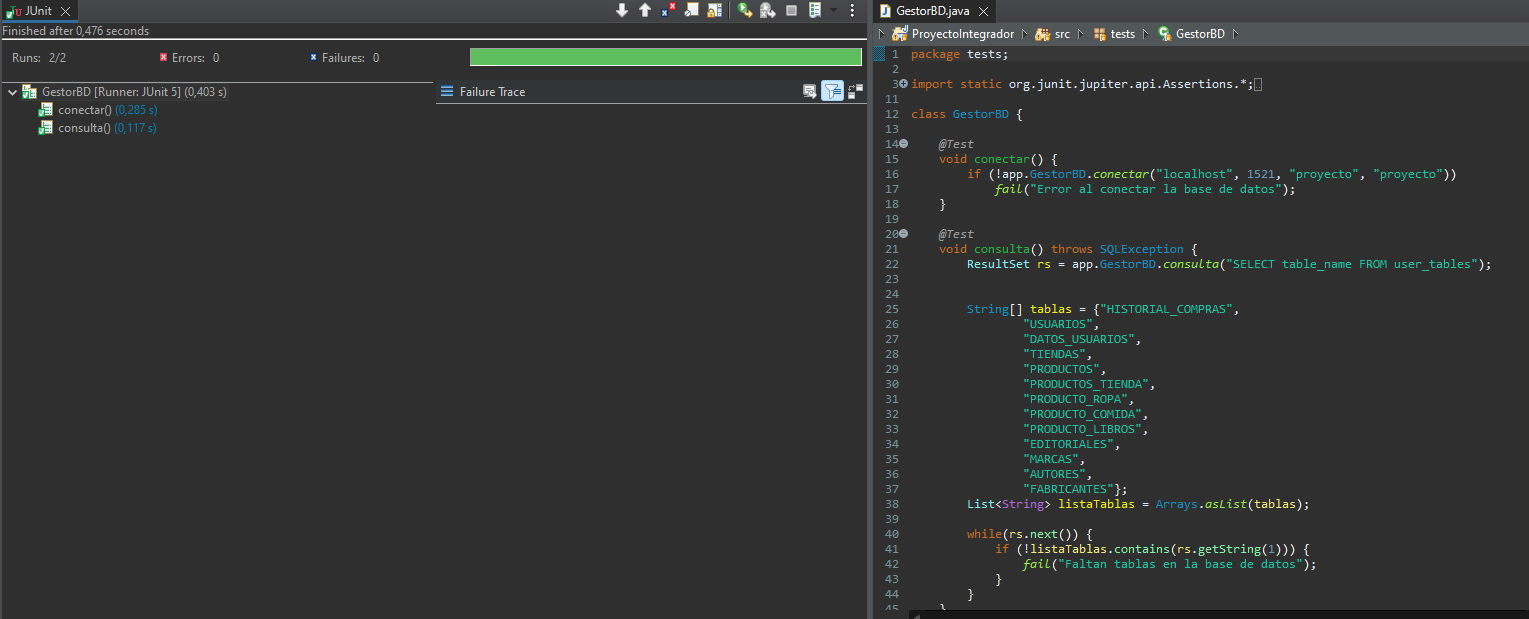 JUnit
Finished after 0,476 seconds
Runs: 2/2
Errors: 0
Failures: 0
GestorBD [Runner: JUnit 5] (0,403 s)
conectar() (0,285 s)
consulta() (0,117 s)
Failure Trace
GestorBD.java
ProyectoIntegrador
src
tests
GestorBD
1 package tests;
2
3 import static org.junit.jupiter.api.Assertions.*;
11
12 class GestorBD {
13
14 @Test
15 void conectar() {
16 if (!app.GestorBD.conectar("localhost", 1521, "proyecto", "proyecto"))
17 fail("Error al conectar la base de datos");
18 }
19
20 @Test
21 void consulta() throws SQLException {
22 ResultSet rs = app.GestorBD.consulta("SELECT table_name FROM user_tables");
23
24
25 String[] tablas = {"HISTORIAL_COMPRAS",
26 "USUARIOS",
27 "DATOS_USUARIOS",
28 "TIENDAS",
29 "PRODUCTOS",
30 "PRODUCTOS_TIENDA",
31 "PRODUCTO_ROPA",
32 "PRODUCTO_COMIDA",
33 "PRODUCTO_LIBROS",
34 "EDITORIALES",
35 "MARCAS",
36 "AUTORES",
37 "FABRICANTES"};
38 List<String> listaTablas = Arrays.asList(tablas);
39
40 while(rs.next()) {
41 if (!listaTablas.contains(rs.getString(1))) {
42 fail("Faltan tablas en la base de datos");
43 }
44 }
45 }